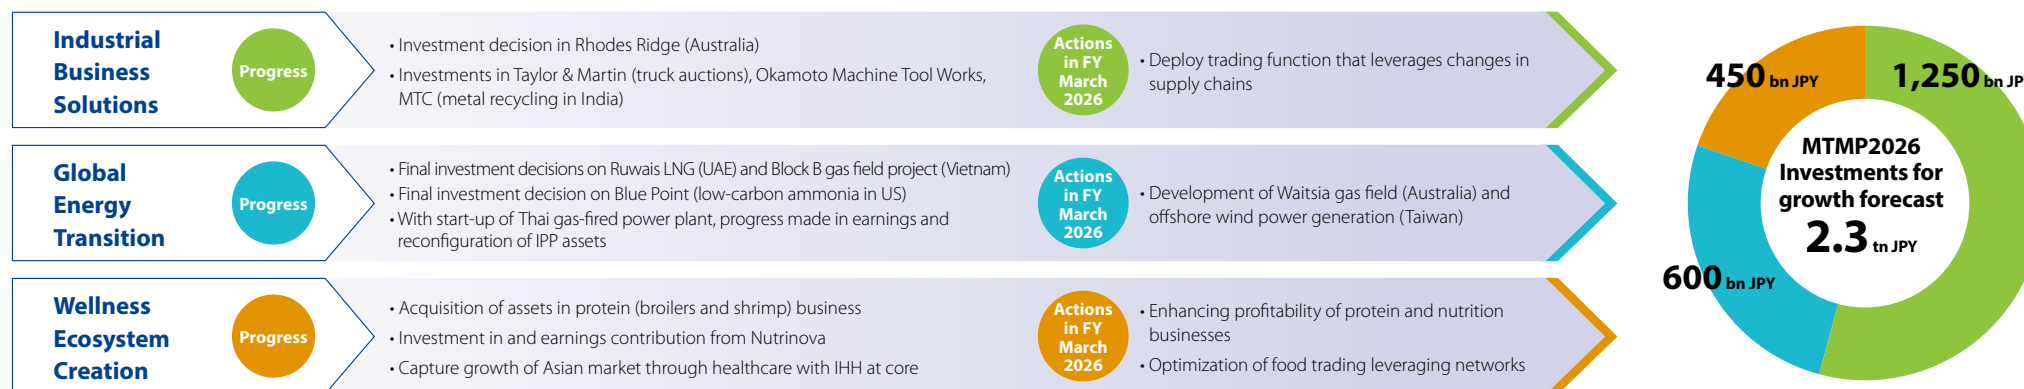 Industrial
Business
Solutions
Progress
• Investment decision in Rhodes Ridge (Australia)
• Investments in Taylor & Martin (truck auctions), Okamoto Machine Tool Works,
MTC (metal recycling in India)
Actions
in FY
March
2026
• Deploy trading function that leverages changes in
supply chains
Global
Energy
Transition
Progress
• Final investment decisions on Ruwais LNG (UAE) and Block B gas field project (Vietnam)
• Final investment decision on Blue Point (low-carbon ammonia in US)
• With start-up of Thai gas-fired power plant, progress made in earnings and
reconfiguration of IPP assets
Actions
in FY
March
2026
• Development of Waitsia gas field (Australia) and
offshore wind power generation (Taiwan)
Wellness
Ecosystem
Creation
Progress
• Acquisition of assets in protein (broilers and shrimp) business
• Investment in and earnings contribution from Nutrinova
• Capture growth of Asian market through healthcare with IHH at core
Actions
in FY
March
2026
• Enhancing profitability of protein and nutrition
businesses
• Optimization of food trading leveraging networks
450 bn JPY
1,250 bn JP
MTMP2026
Investments for
growth forecast
2.3 tn JPY
600 bn JPY